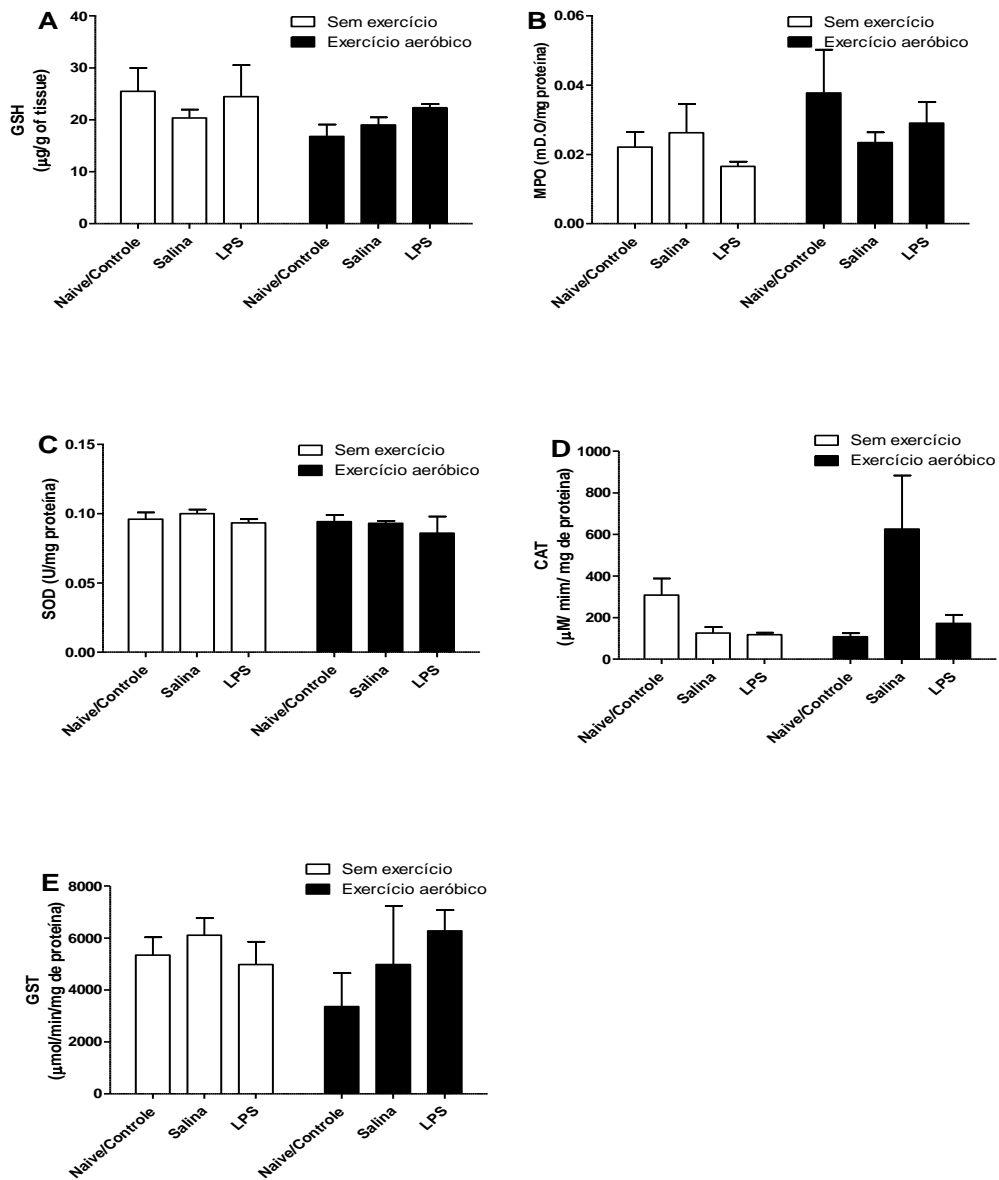 A
Sem exercício
Exercício aeróbico
GSH
(µg/g of tissue)
40
30
20
10
0
Naive/Controle
Salina
LPS
Naive/Controle
Salina
LPS
B
Sem exercício
Exercício aeróbico
MPO (mD.O/mg proteína)
0.06
0.04
0.02
0.00
Naive/Controle
Salina
LPS
Naive/Controle
Salina
LPS
C
Sem exercício
Exercício aeróbico
SOD (U/mg proteína)
0.15
0.10
0.05
0.00
Naive/Controle
Salina
LPS
Naive/Controle
Salina
LPS
D
Sem exercício
Exercício aeróbico
CAT
(µM/ mim/ mg de proteina)
1000
800
600
400
200
0
Naive/Controle
Salina
LPS
Naive/Controle
Salina
LPS
E
Sem exercício
Exercício aeróbico
GST
(µmol/min/mg de proteína)
8000
6000
4000
2000
0
Naive/Controle
Salina
LPS
Naive/Controle
Salina
LPS